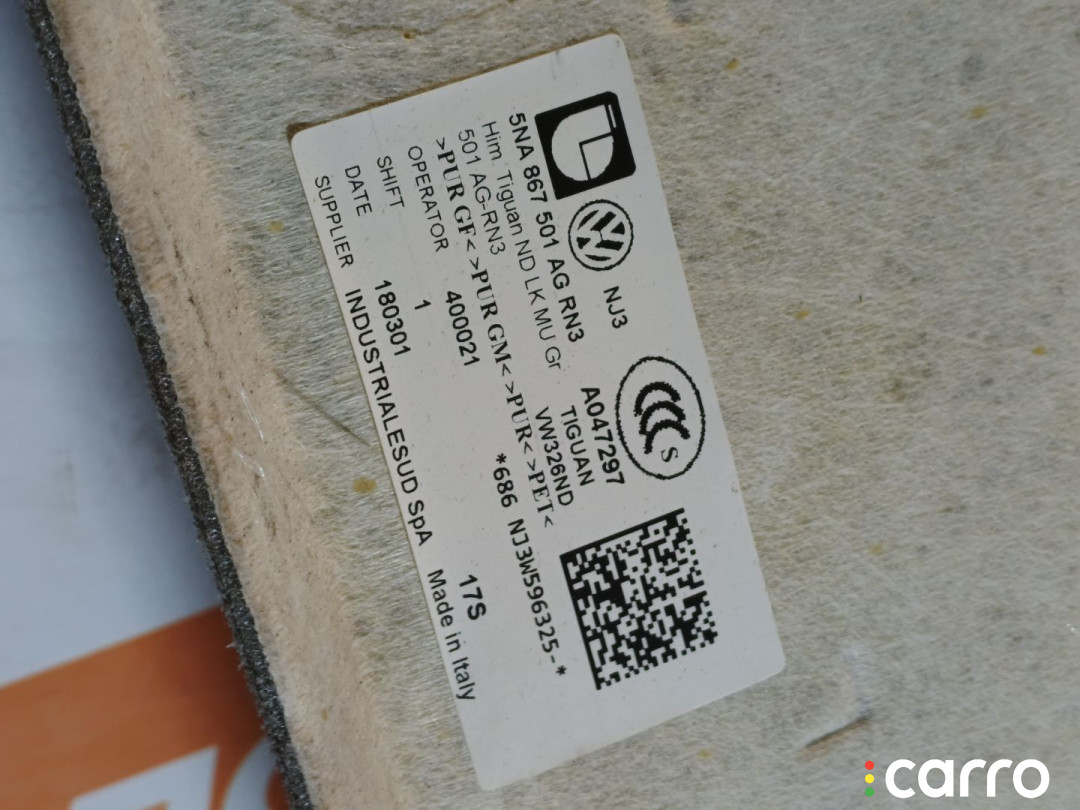 NJ3
5NA 867 501 AG RN3
Him. Tiguan ND LK MU Gr
501 AG-RN3
A047297
TIGUAN
VW326ND
>PUR GF< >PUR GM< >PUR< >PET<
OPERATOR 400021
*686 NJ3W596325-*
SHIFT 1
DATE 180301 17S
SUPPLIER INDUSTRIALESUD SpA Made in Italy
S
carro